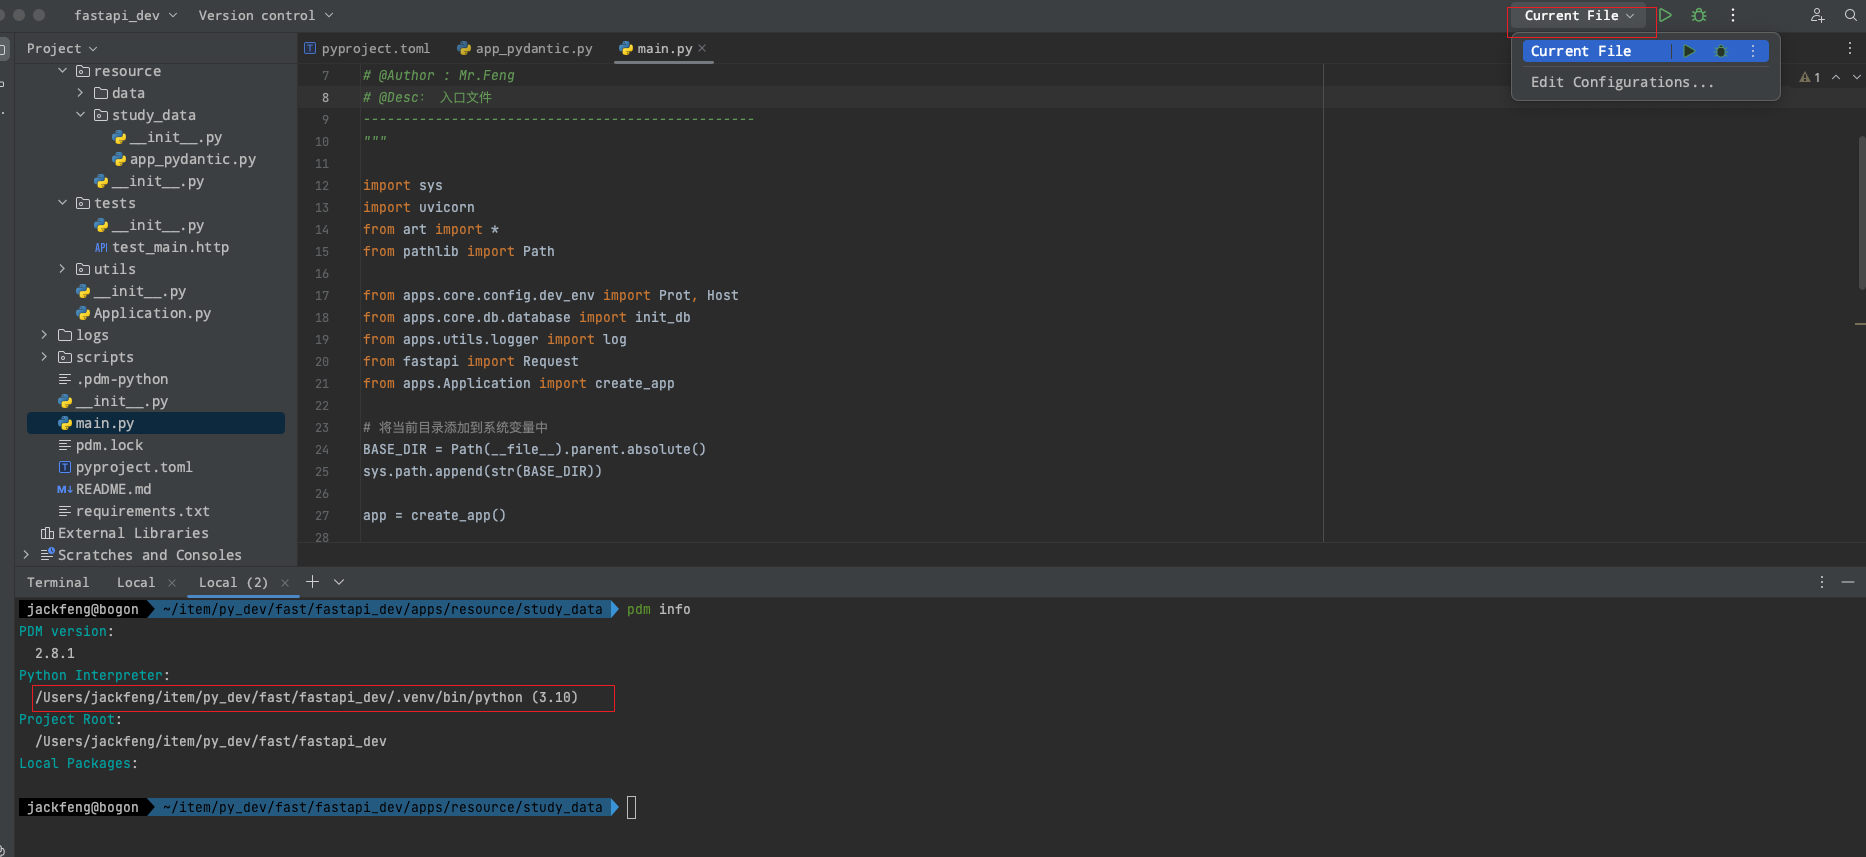 fastapi_dev
Version control
Current File
Project
pyproject.toml
app_pydantic.py
main.py
Current File
Edit Configurations...
1
resource
data
study_data
__init__.py
app_pydantic.py
__init__.py
tests
__init__.py
API test_main.http
utils
__init__.py
Application.py
logs
scripts
.pdm-python
__init__.py
main.py
pdm.lock
pyproject.toml
M↓ README.md
requirements.txt
External Libraries
Scratches and Consoles
7 # @Author : Mr.Feng
8 # @Desc: 入口文件
9 -------------------------------------------------
10 """
11
12 import sys
13 import uvicorn
14 from art import *
15 from pathlib import Path
16
17 from apps.core.config.dev_env import Prot, Host
18 from apps.core.db.database import init_db
19 from apps.utils.logger import log
20 from fastapi import Request
21 from apps.Application import create_app
22
23 # 将当前目录添加到系统变量中
24 BASE_DIR = Path(__file__).parent.absolute()
25 sys.path.append(str(BASE_DIR))
26
27 app = create_app()
28
Terminal
Local
Local (2)
jackfeng@bogon ~/item/py_dev/fast/fastapi_dev/apps/resource/study_data pdm info
PDM version:
2.8.1
Python Interpreter:
/Users/jackfeng/item/py_dev/fast/fastapi_dev/.venv/bin/python (3.10)
Project Root:
/Users/jackfeng/item/py_dev/fast/fastapi_dev
Local Packages:
jackfeng@bogon ~/item/py_dev/fast/fastapi_dev/apps/resource/study_data